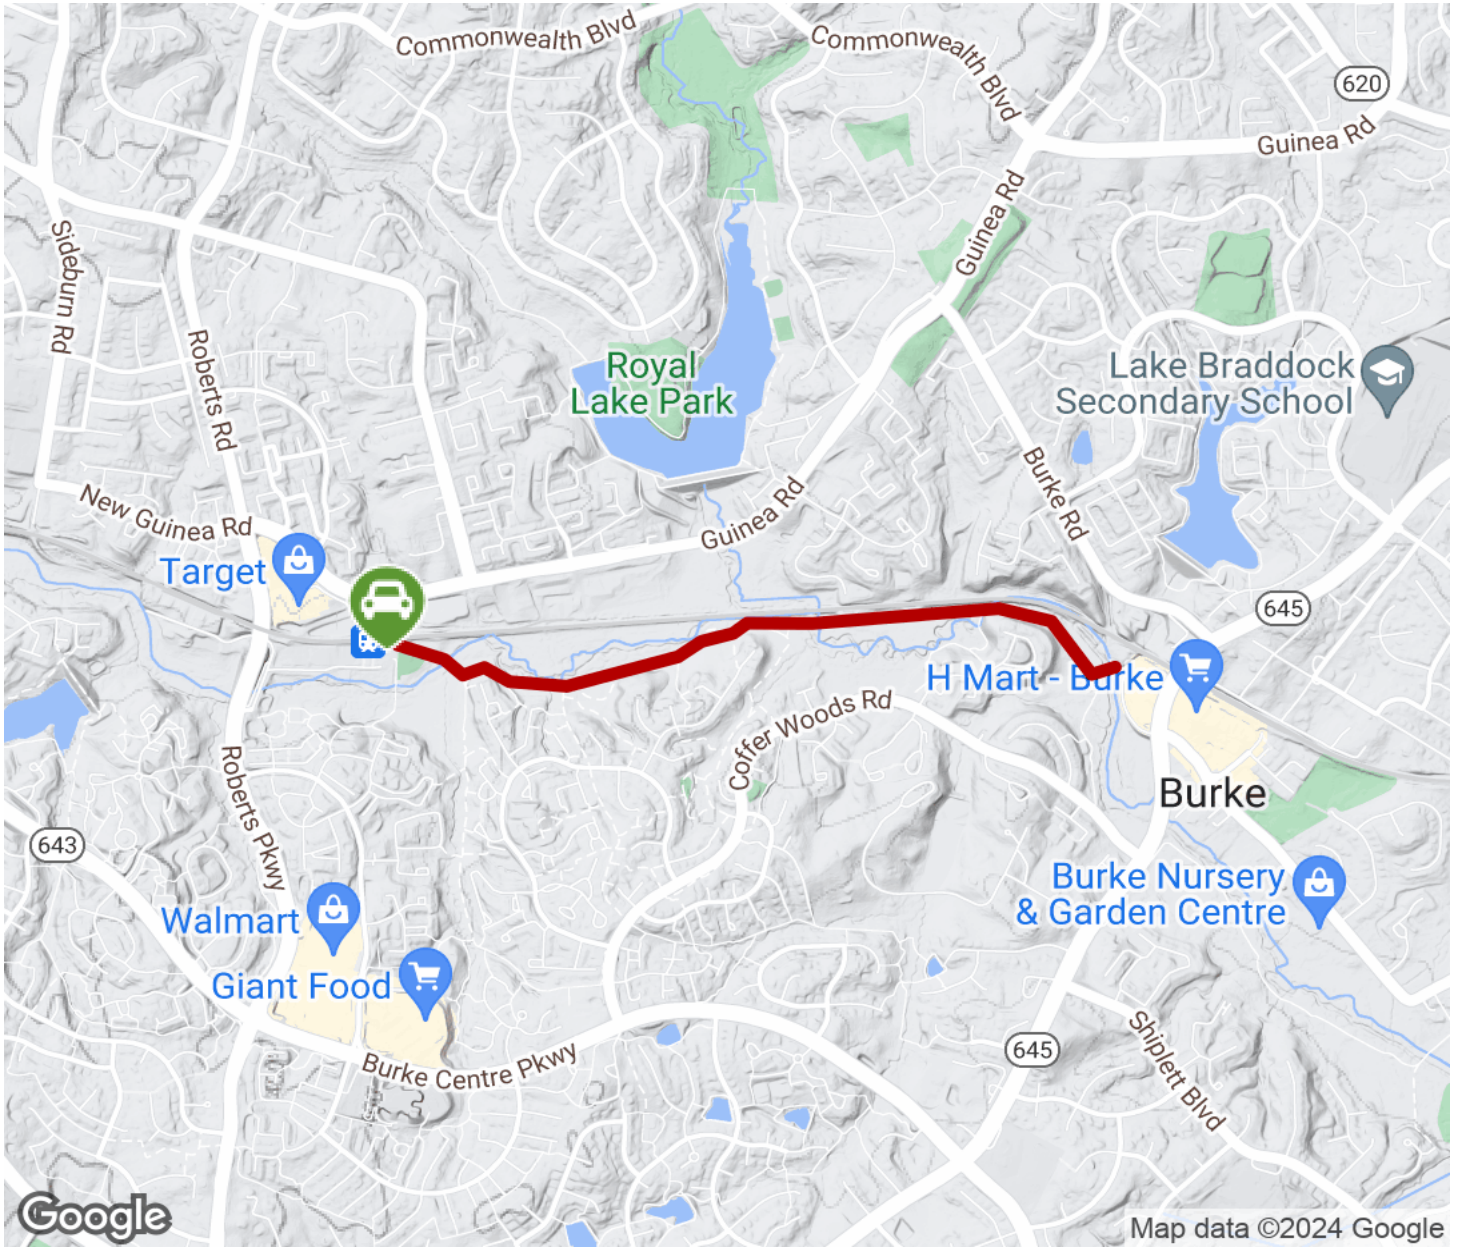 Commonwealth Blvd
Commonwealth Blvd
620
Guinea Rd
Guinea Rd
Sideburn Rd
Roberts Rd
Royal
Lake Park
Lake Braddock
Secondary School
Burke Rd
New Guinea Rd
Guinea Rd
Target
645
H Mart - Burke
Coffer Woods Rd
Roberts Pkwy
Burke
643
Burke Nursery
& Garden Centre
Walmart
Giant Food
645
Shiplett Blvd
Burke Centre Pkwy
Google
Map data ©2024 Google